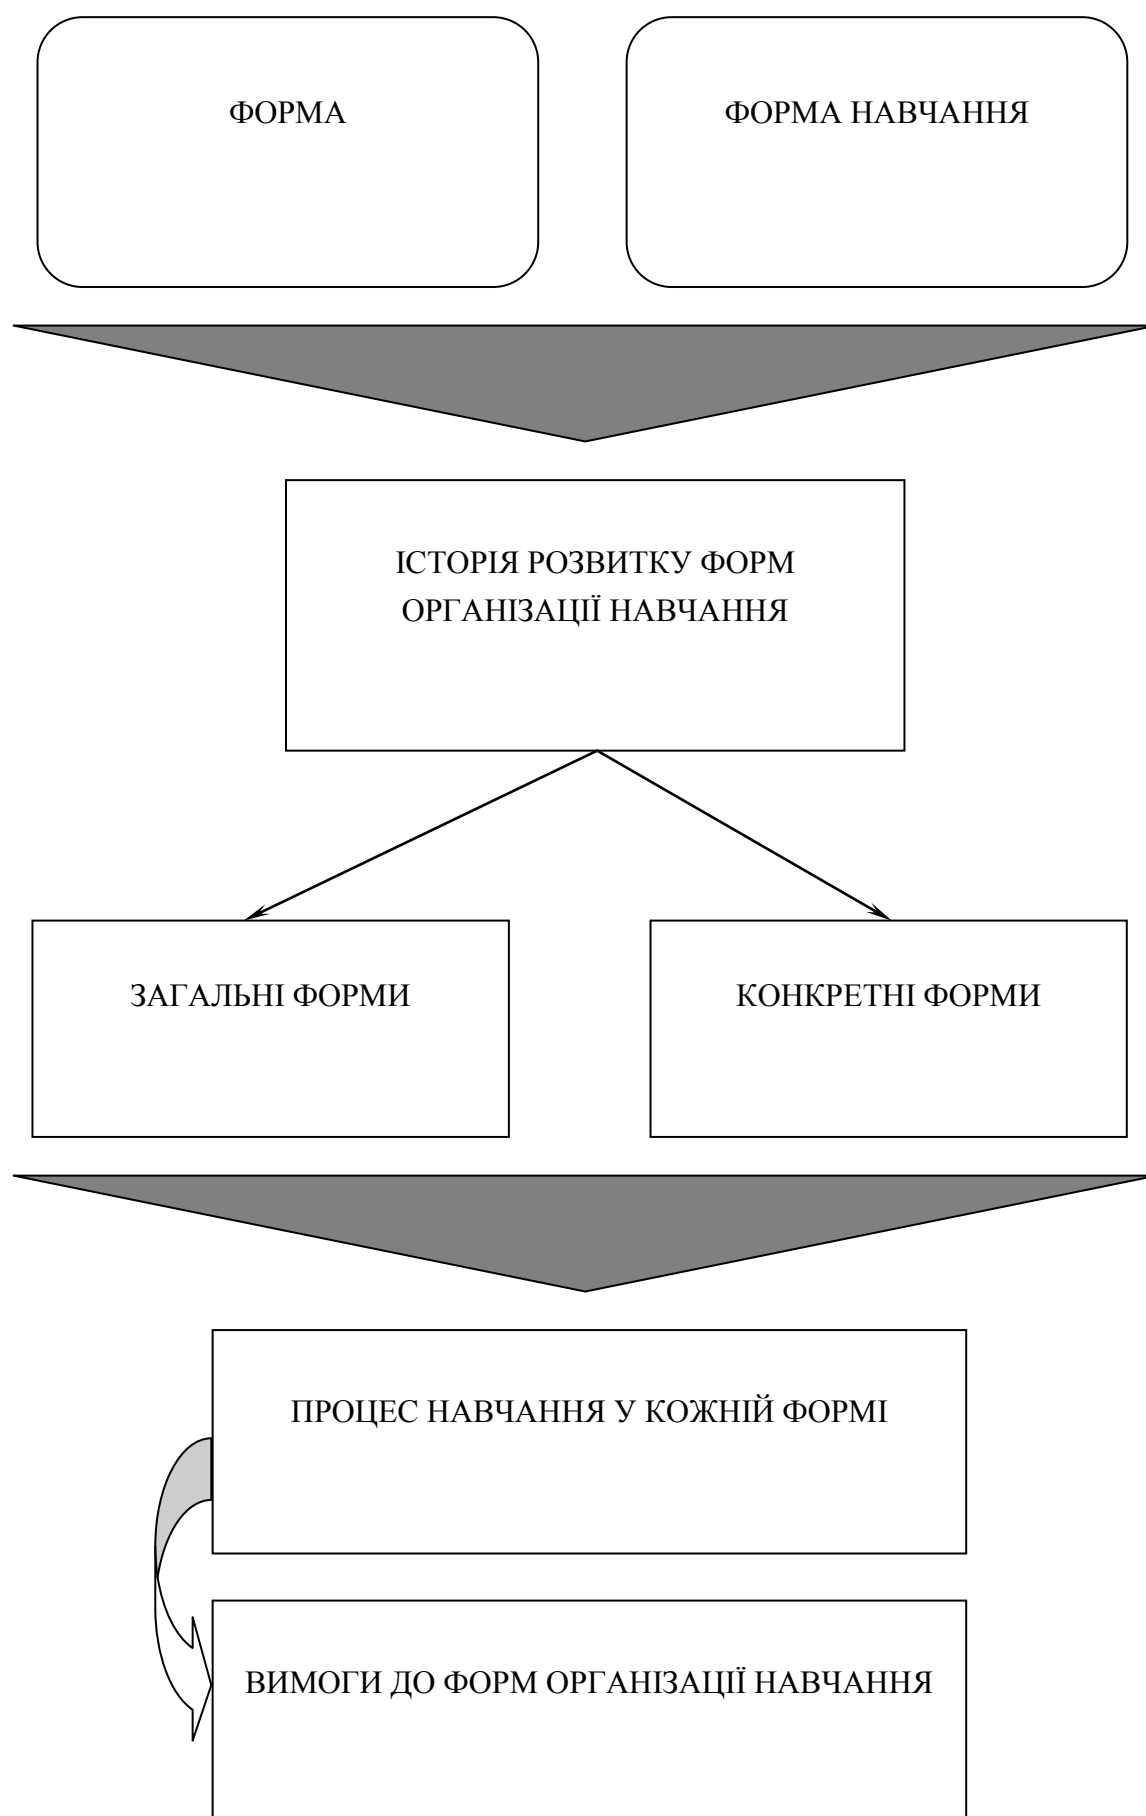 ФОРМА
ФОРМА НАВЧАННЯ
ІСТОРІЯ РОЗВИТКУ ФОРМ
ОРГАНІЗАЦІЇ НАВЧАННЯ
ЗАГАЛЬНІ ФОРМИ
КОНКРЕТНІ ФОРМИ
ПРОЦЕС НАВЧАННЯ У КОЖНІЙ ФОРМІ
ВИМОГИ ДО ФОРМ ОРГАНІЗАЦІЇ НАВЧАННЯ